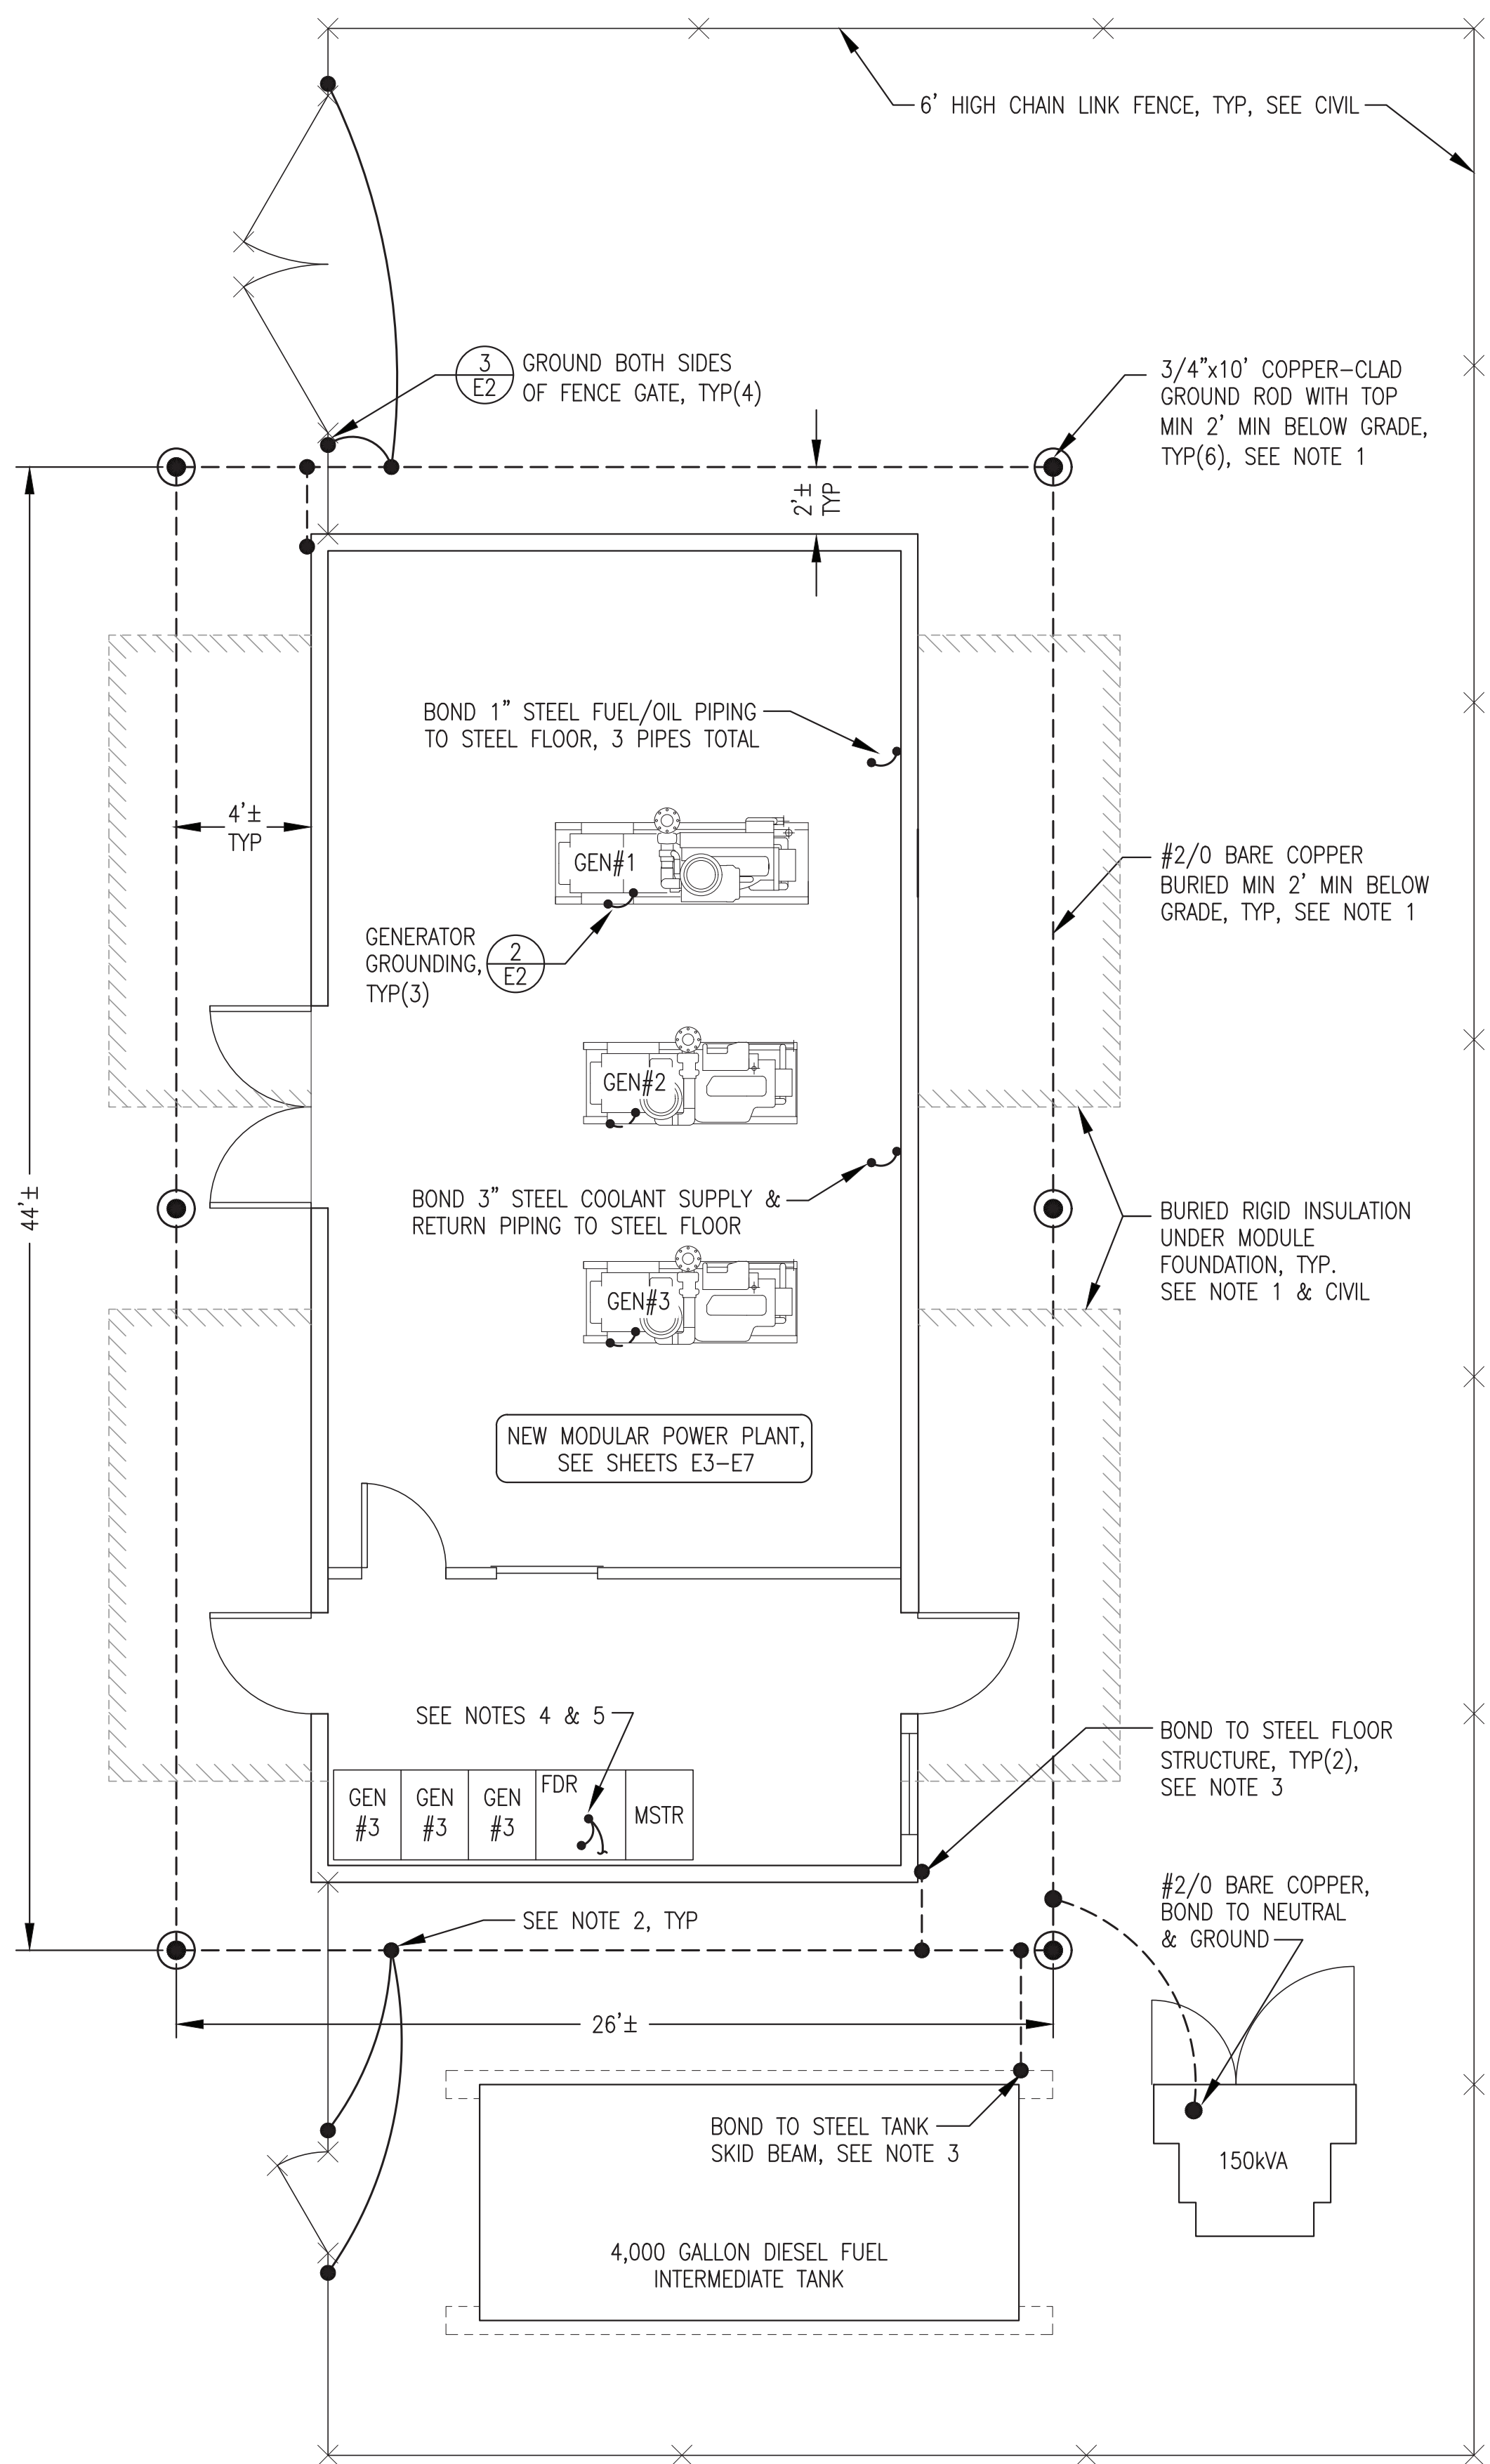 6' HIGH CHAIN LINK FENCE, TYP, SEE CIVIL
3
E2
GROUND BOTH SIDES
OF FENCE GATE, TYP(4)
3/4"x10' COPPER-CLAD
GROUND ROD WITH TOP
MIN 2' MIN BELOW GRADE,
TYP(6), SEE NOTE 1
2'±
TYP
BOND 1" STEEL FUEL/OIL PIPING
TO STEEL FLOOR, 3 PIPES TOTAL
4'±
TYP
GEN#1
#2/0 BARE COPPER
BURIED MIN 2' MIN BELOW
GRADE, TYP, SEE NOTE 1
GENERATOR
GROUNDING,
TYP(3)
2
E2
GEN#2
44'±
BOND 3" STEEL COOLANT SUPPLY &
RETURN PIPING TO STEEL FLOOR
BURIED RIGID INSULATION
UNDER MODULE
FOUNDATION, TYP.
SEE NOTE 1 & CIVIL
GEN#3
NEW MODULAR POWER PLANT,
SEE SHEETS E3-E7
SEE NOTES 4 & 5
BOND TO STEEL FLOOR
STRUCTURE, TYP(2),
SEE NOTE 3
GEN
#3
GEN
#3
GEN
#3
FDR
MSTR
#2/0 BARE COPPER,
BOND TO NEUTRAL
& GROUND
SEE NOTE 2, TYP
26'±
BOND TO STEEL TANK
SKID BEAM, SEE NOTE 3
150kVA
4,000 GALLON DIESEL FUEL
INTERMEDIATE TANK